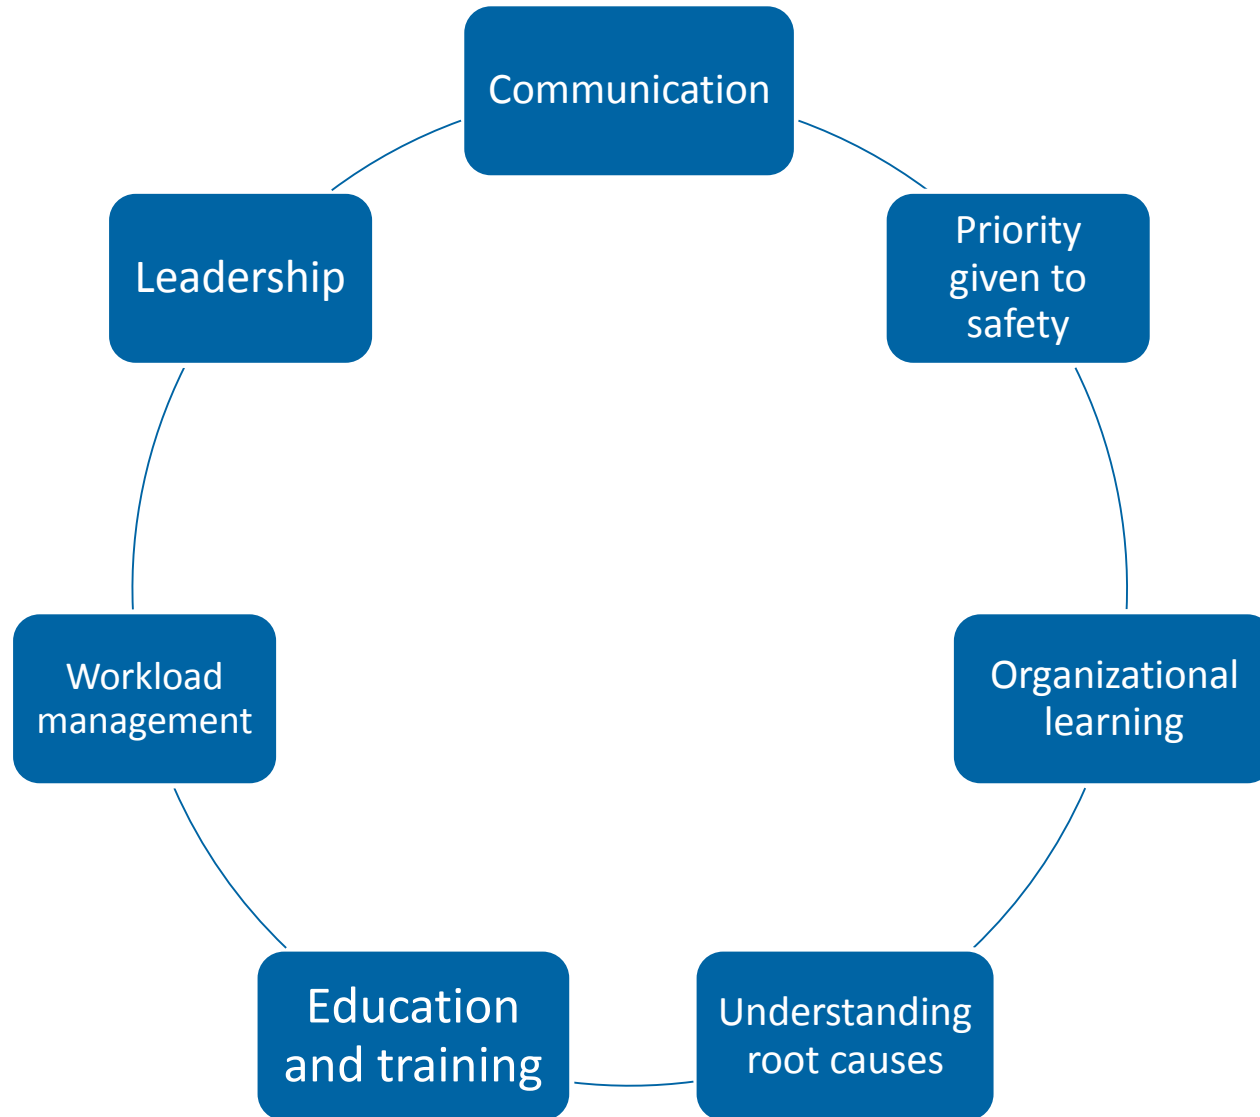 Communication
Priority
given to
safety
Organizational
learning
Understanding
root causes
Education
and training
Workload
management
Leadership